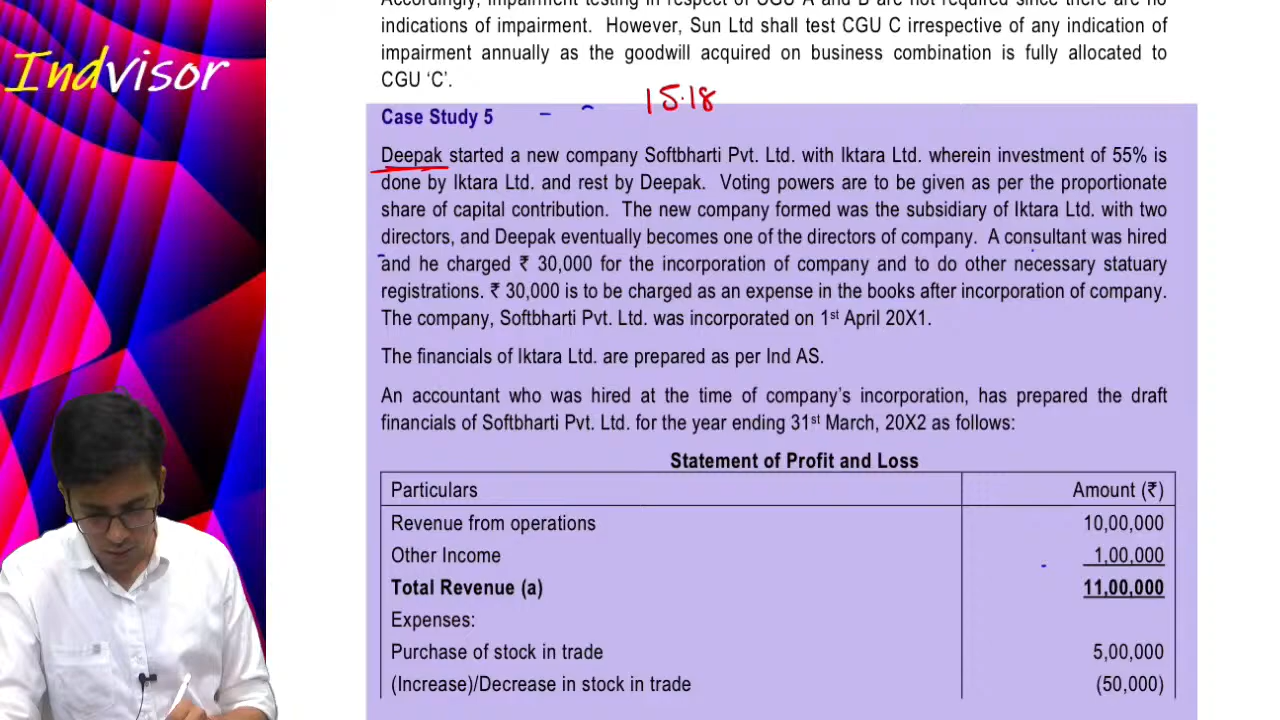 Accordingly, impairment testing in respect of CGU A and B are not required since there are no
indications of impairment. However, Sun Ltd shall test CGU C irrespective of any indication of
impairment annually as the goodwill acquired on business combination is fully allocated to
CGU ‘C’.
Indvisor
15.18
Case Study 5
Deepak started a new company Softbharti Pvt. Ltd. with Iktara Ltd. wherein investment of 55% is
done by Iktara Ltd. and rest by Deepak. Voting powers are to be given as per the proportionate
share of capital contribution. The new company formed was the subsidiary of Iktara Ltd. with two
directors, and Deepak eventually becomes one of the directors of company. A consultant was hired
and he charged ₹ 30,000 for the incorporation of company and to do other necessary statuary
registrations. ₹ 30,000 is to be charged as an expense in the books after incorporation of company.
The company, Softbharti Pvt. Ltd. was incorporated on 1st April 20X1.
The financials of Iktara Ltd. are prepared as per Ind AS.
An accountant who was hired at the time of company’s incorporation, has prepared the draft
financials of Softbharti Pvt. Ltd. for the year ending 31st March, 20X2 as follows:
Statement of Profit and Loss
Particulars Amount (₹)
Revenue from operations 10,00,000
Other Income 1,00,000
Total Revenue (a) 11,00,000
Expenses:
Purchase of stock in trade 5,00,000
(Increase)/Decrease in stock in trade (50,000)